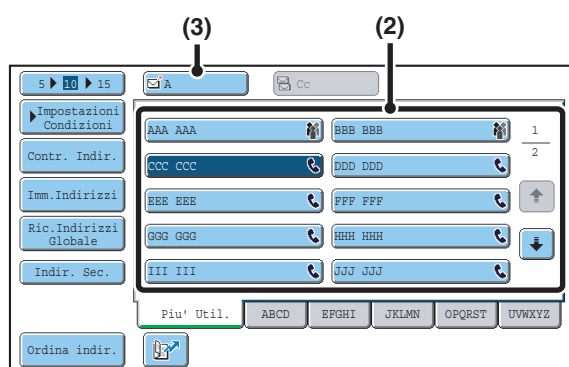 (3)
(2)
5 10 15
A
Cc
Impostazioni
Condizioni
Contr. Indir.
Imm.Indirizzi
Ric.Indirizzi
Globale
Indir. Sec.
Ordina indir.
AAA AAA
BBB BBB
CCC CCC
DDD DDD
EEE EEE
FFF FFF
GGG GGG
HHH HHH
III III
JJJ JJJ
1
2
Piu' Util.
ABCD
EFGHI
JKLMN
OPQRST
UVWXYZ